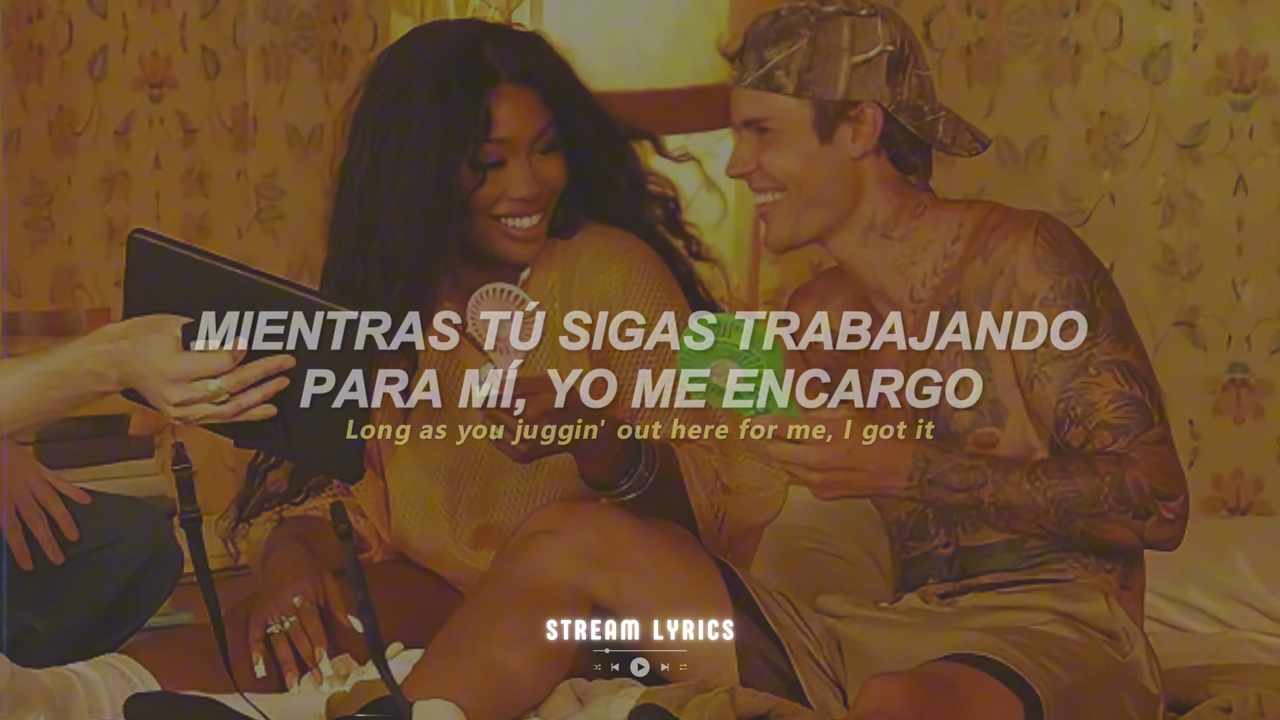 MIENTRAS TÚ SIGAS TRABAJANDO
PARA MÍ, YO ME ENCARGO
Long as you juggin' out here for me, I got it
STREAM LYRICS